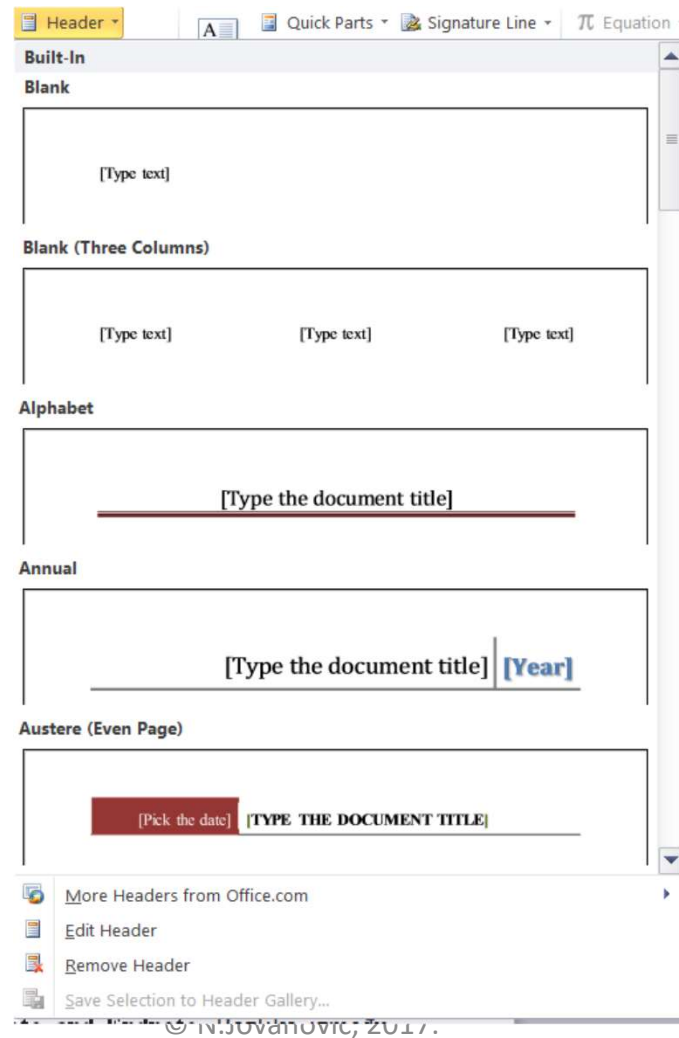 Header A Quick Parts Signature Line π Equation
Built-In
Blank
[Type text]
Blank (Three Columns)
[Type text] [Type text] [Type text]
Alphabet
[Type the document title]
Annual
[Type the document title] [Year]
Austere (Even Page)
[Pick the date] [TYPE THE DOCUMENT TITLE]
More Headers from Office.com
Edit Header
Remove Header
Save Selection to Header Gallery...
© N.Jovanovic, 2017.